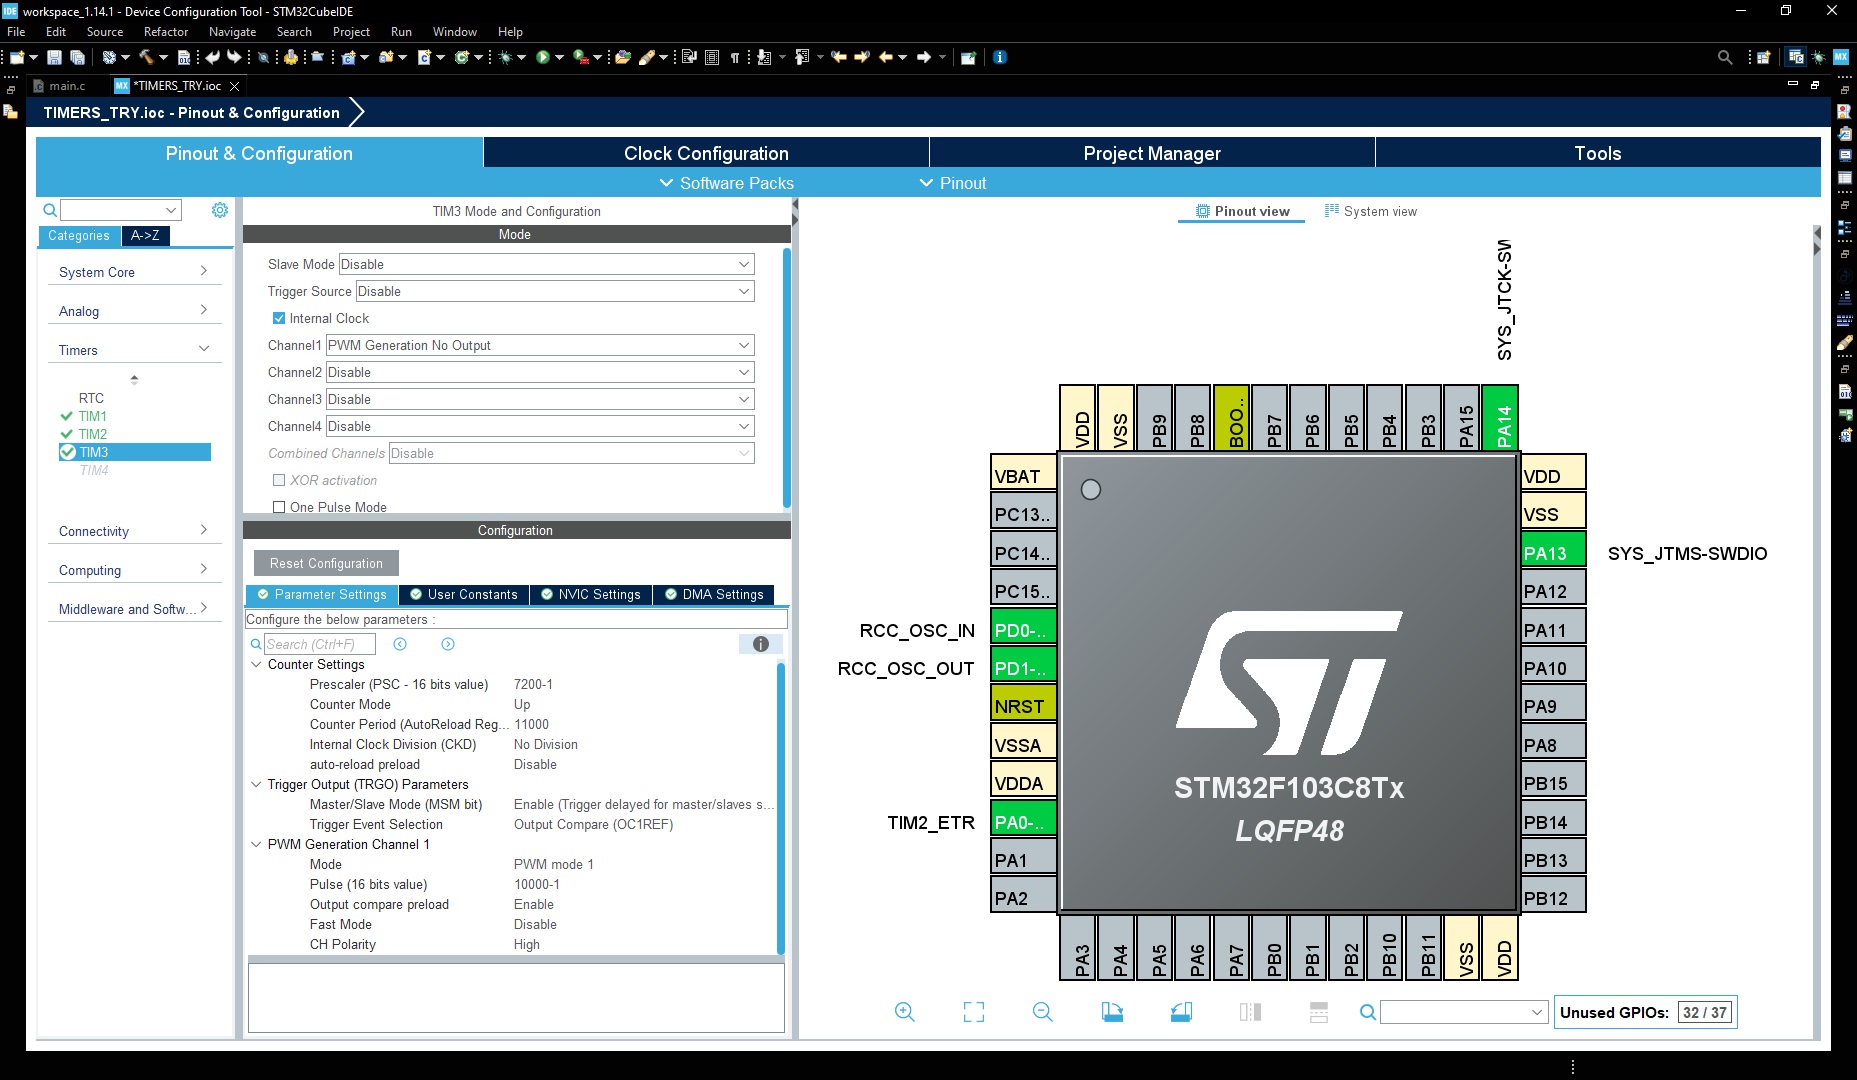 IDE workspace_1.14.1 - Device Configuration Tool - STM32CubeIDE
File Edit Source Refactor Navigate Search Project Run Window Help
main.c
MX *TIMERS_TRY.ioc
TIMERS_TRY.ioc - Pinout & Configuration
Pinout & Configuration
Clock Configuration
Project Manager
Tools
Software Packs
Pinout
Categories
A->Z
System Core
Analog
Timers
RTC
TIM1
TIM2
TIM3
TIM4
Connectivity
Computing
Middleware and Softw...
TIM3 Mode and Configuration
Mode
Slave Mode Disable
Trigger Source Disable
Internal Clock
Channel1 PWM Generation No Output
Channel2 Disable
Channel3 Disable
Channel4 Disable
Combined Channels Disable
XOR activation
One Pulse Mode
Configuration
Reset Configuration
Parameter Settings
User Constants
NVIC Settings
DMA Settings
Configure the below parameters :
Search (Ctrl+F)
Counter Settings
Prescaler (PSC - 16 bits value) 7200-1
Counter Mode Up
Counter Period (AutoReload Reg... 11000
Internal Clock Division (CKD) No Division
auto-reload preload Disable
Trigger Output (TRGO) Parameters
Master/Slave Mode (MSM bit) Enable (Trigger delayed for master/slaves s...
Trigger Event Selection Output Compare (OC1REF)
PWM Generation Channel 1
Mode PWM mode 1
Pulse (16 bits value) 10000-1
Output compare preload Enable
Fast Mode Disable
CH Polarity High
Pinout view
System view
SYS_JTCK-SW
VDD
VSS
PB9
PB8
BOO..
PB7
PB6
PB5
PB4
PB3
PA15
PA14
VBAT
PC13..
PC14..
PC15..
RCC_OSC_IN PD0-..
RCC_OSC_OUT PD1-..
NRST
VSSA
VDDA
TIM2_ETR PA0-..
PA1
PA2
ST
STM32F103C8Tx
LQFP48
VDD
VSS
PA13 SYS_JTMS-SWDIO
PA12
PA11
PA10
PA9
PA8
PB15
PB14
PB13
PB12
PA3
PA4
PA5
PA6
PA7
PB0
PB1
PB2
PB10
PB11
VSS
VDD
Unused GPIOs: 32 / 37
MX